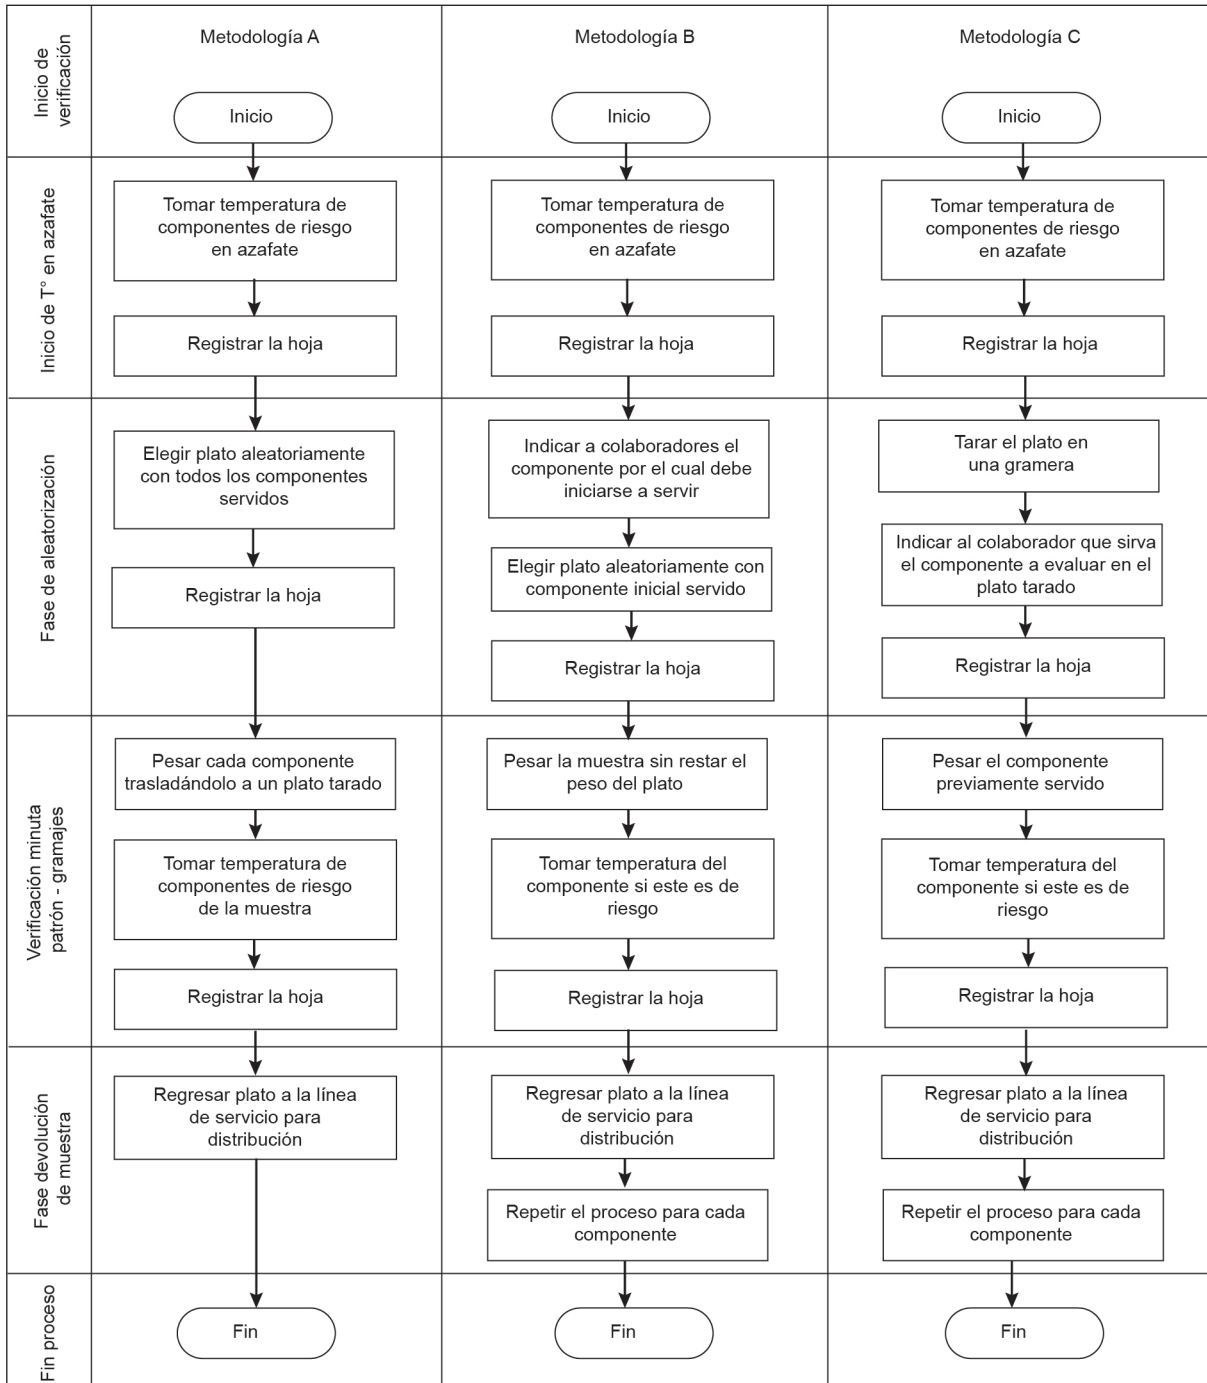 Metodología A
Metodología B
Metodología C
Inicio de
verificación
Inicio
Inicio
Inicio
Inicio de T° en azafate
Tomar temperatura de
componentes de riesgo
en azafate
Tomar temperatura de
componentes de riesgo
en azafate
Tomar temperatura de
componentes de riesgo
en azafate
Registrar la hoja
Registrar la hoja
Registrar la hoja
Fase de aleatorización
Elegir plato aleatoriamente
con todos los componentes
servidos
Registrar la hoja
Indicar a colaboradores el
componente por el cual debe
iniciarse a servir
Elegir plato aleatoriamente con
componente inicial servido
Registrar la hoja
Tarar el plato en
una gramera
Indicar al colaborador que sirva
el componente a evaluar en el
plato tarado
Registrar la hoja
Verificación minuta
patrón - gramajes
Pesar cada componente
trasladándolo a un plato tarado
Tomar temperatura de
componentes de riesgo
de la muestra
Registrar la hoja
Pesar la muestra sin restar el
peso del plato
Tomar temperatura del
componente si este es de
riesgo
Registrar la hoja
Pesar el componente
previamente servido
Tomar temperatura del
componente si este es de
riesgo
Registrar la hoja
Fase devolución
de muestra
Regresar plato a la línea
de servicio para
distribución
Regresar plato a la línea
de servicio para
distribución
Repetir el proceso para cada
componente
Regresar plato a la línea
de servicio para
distribución
Repetir el proceso para cada
componente
Fin proceso
Fin
Fin
Fin